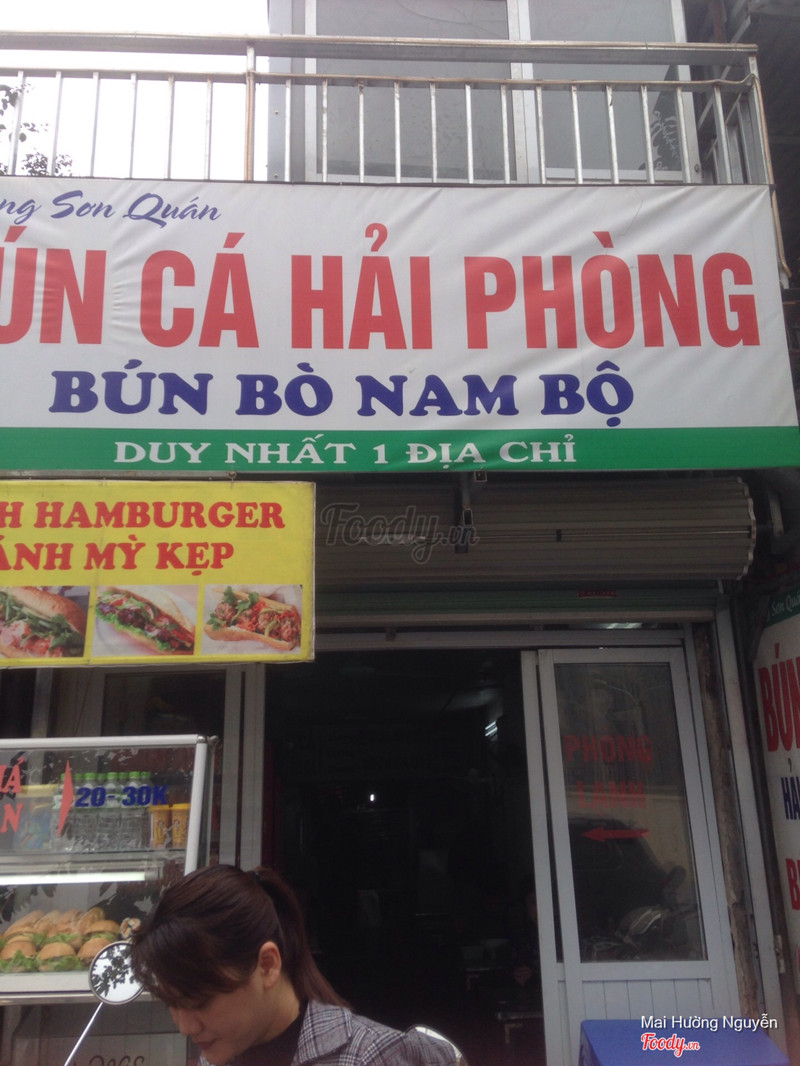 ng Sơn Quán
ÚN CÁ HẢI PHÒNG
BÚN BÒ NAM BỘ
DUY NHẤT 1 ĐỊA CHỈ
H HAMBURGER
ÁNH MỲ KẸP
Foody.vn
PHÒNG
LẠNH
20-30K
BÚN
Mai Hường Nguyễn
Foody.vn